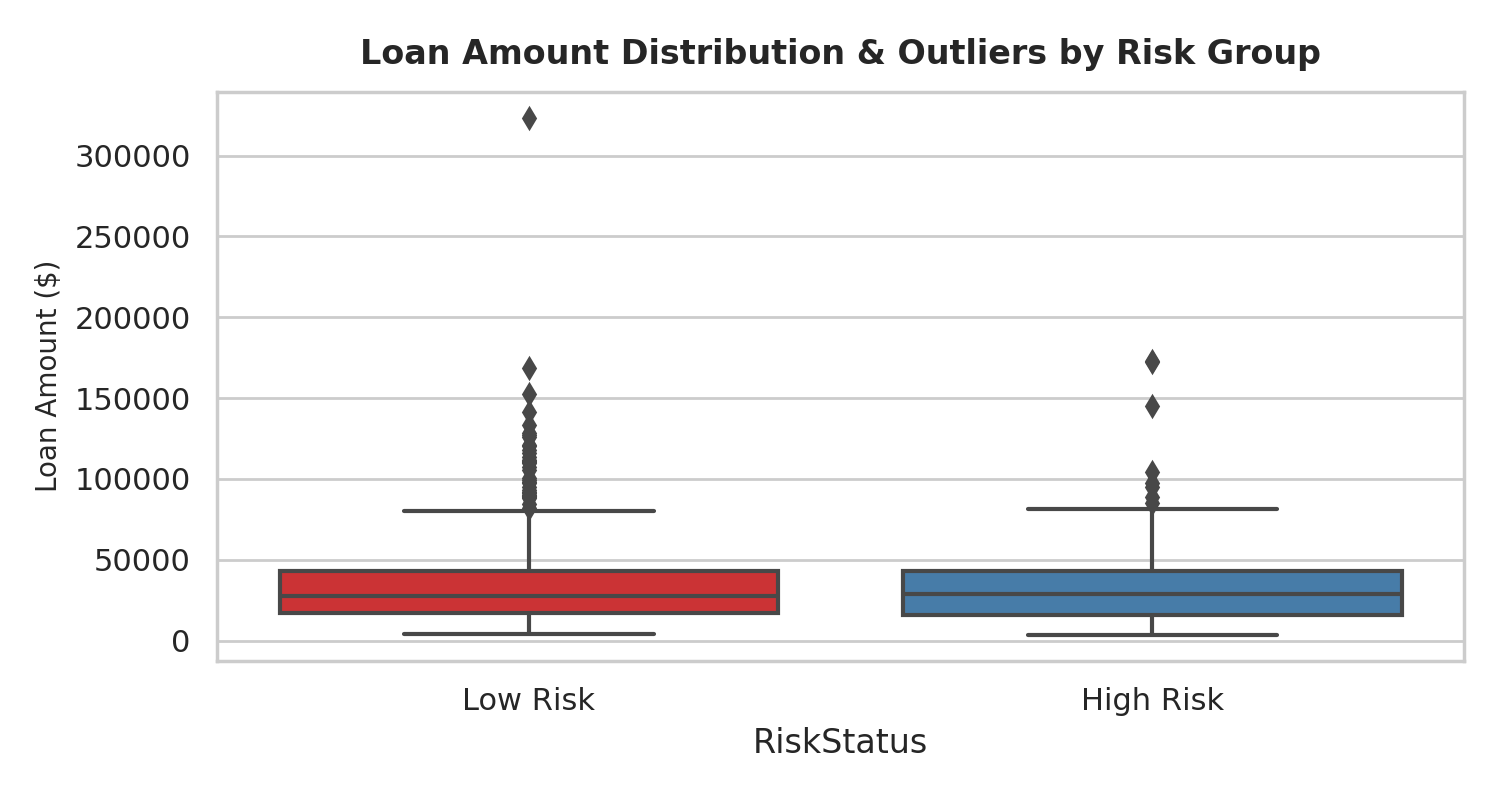 Loan Amount Distribution & Outliers by Risk Group
Loan Amount ($)
300000
250000
200000
150000
100000
50000
0
Low Risk
High Risk
RiskStatus